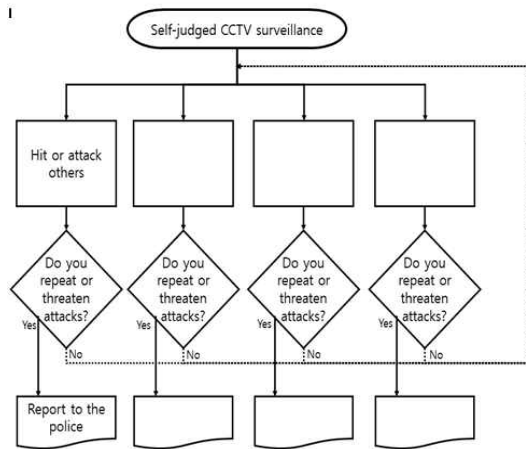 I
Self-judged CCTV surveillance
Hit or attack
others
Do you
repeat or
threaten
attacks?
Do you
repeat or
threaten
attacks?
Do you
repeat or
threaten
attacks?
Do you
repeat or
threaten
attacks?
Yes
No
Yes
No
Yes
No
Yes
No
Report to the
police